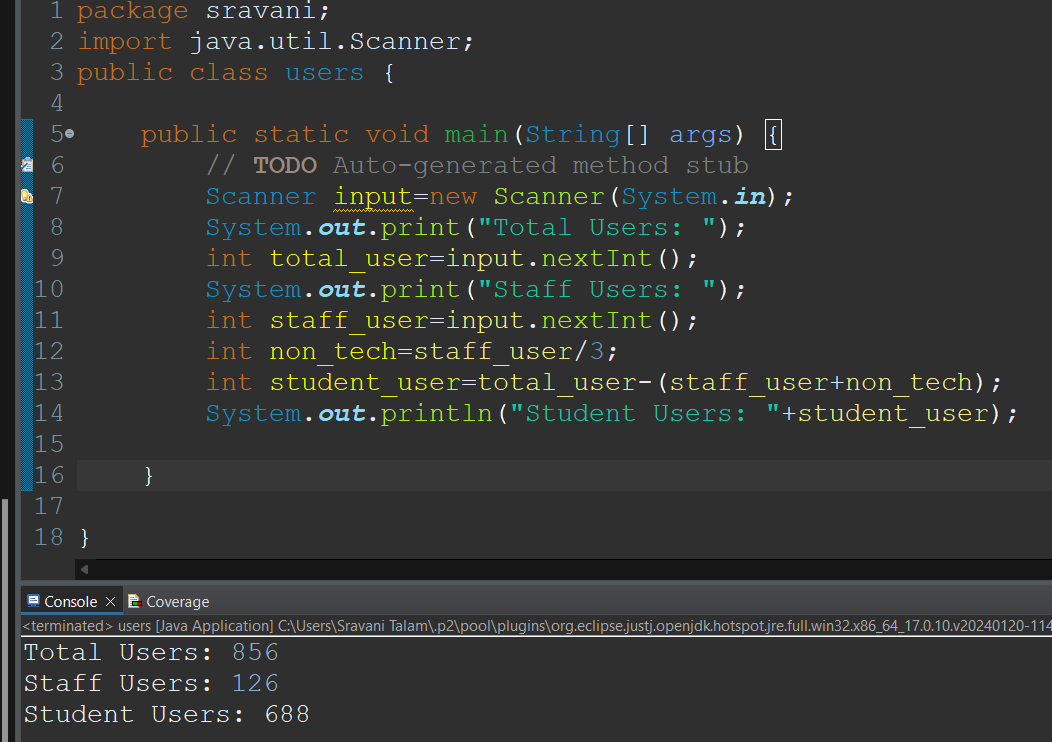 1 package sravani;
2 import java.util.Scanner;
3 public class users {
4
5 public static void main(String[] args) {
6 // TODO Auto-generated method stub
7 Scanner input=new Scanner(System.in);
8 System.out.print("Total Users: ");
9 int total_user=input.nextInt();
10 System.out.print("Staff Users: ");
11 int staff_user=input.nextInt();
12 int non_tech=staff_user/3;
13 int student_user=total_user-(staff_user+non_tech);
14 System.out.println("Student Users: "+student_user);
15
16 }
17
18 }
Console Coverage
<terminated> users [Java Application] C:\Users\Sravani Talam\.p2\pool\plugins\org.eclipse.justj.openjdk.hotspot.jre.full.win32.x86_64_17.0.10.v20240120-114
Total Users: 856
Staff Users: 126
Student Users: 688